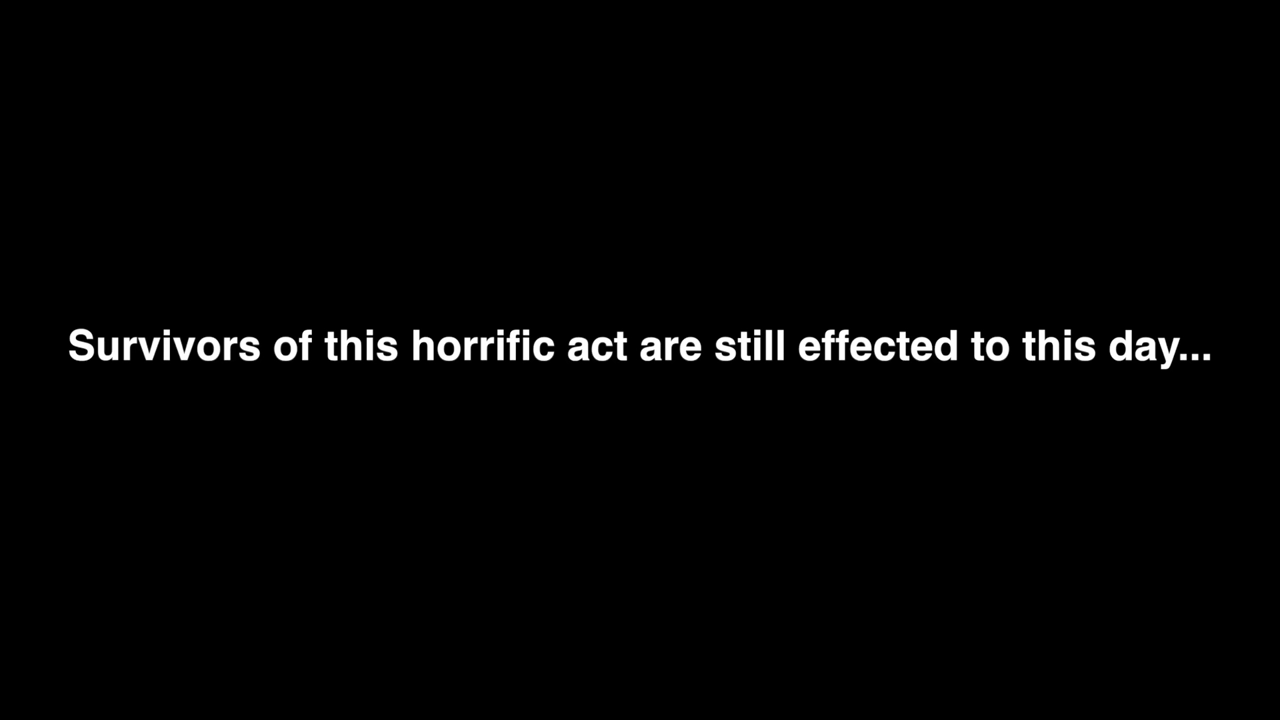 Survivors of this horrific act are still effected to this day...